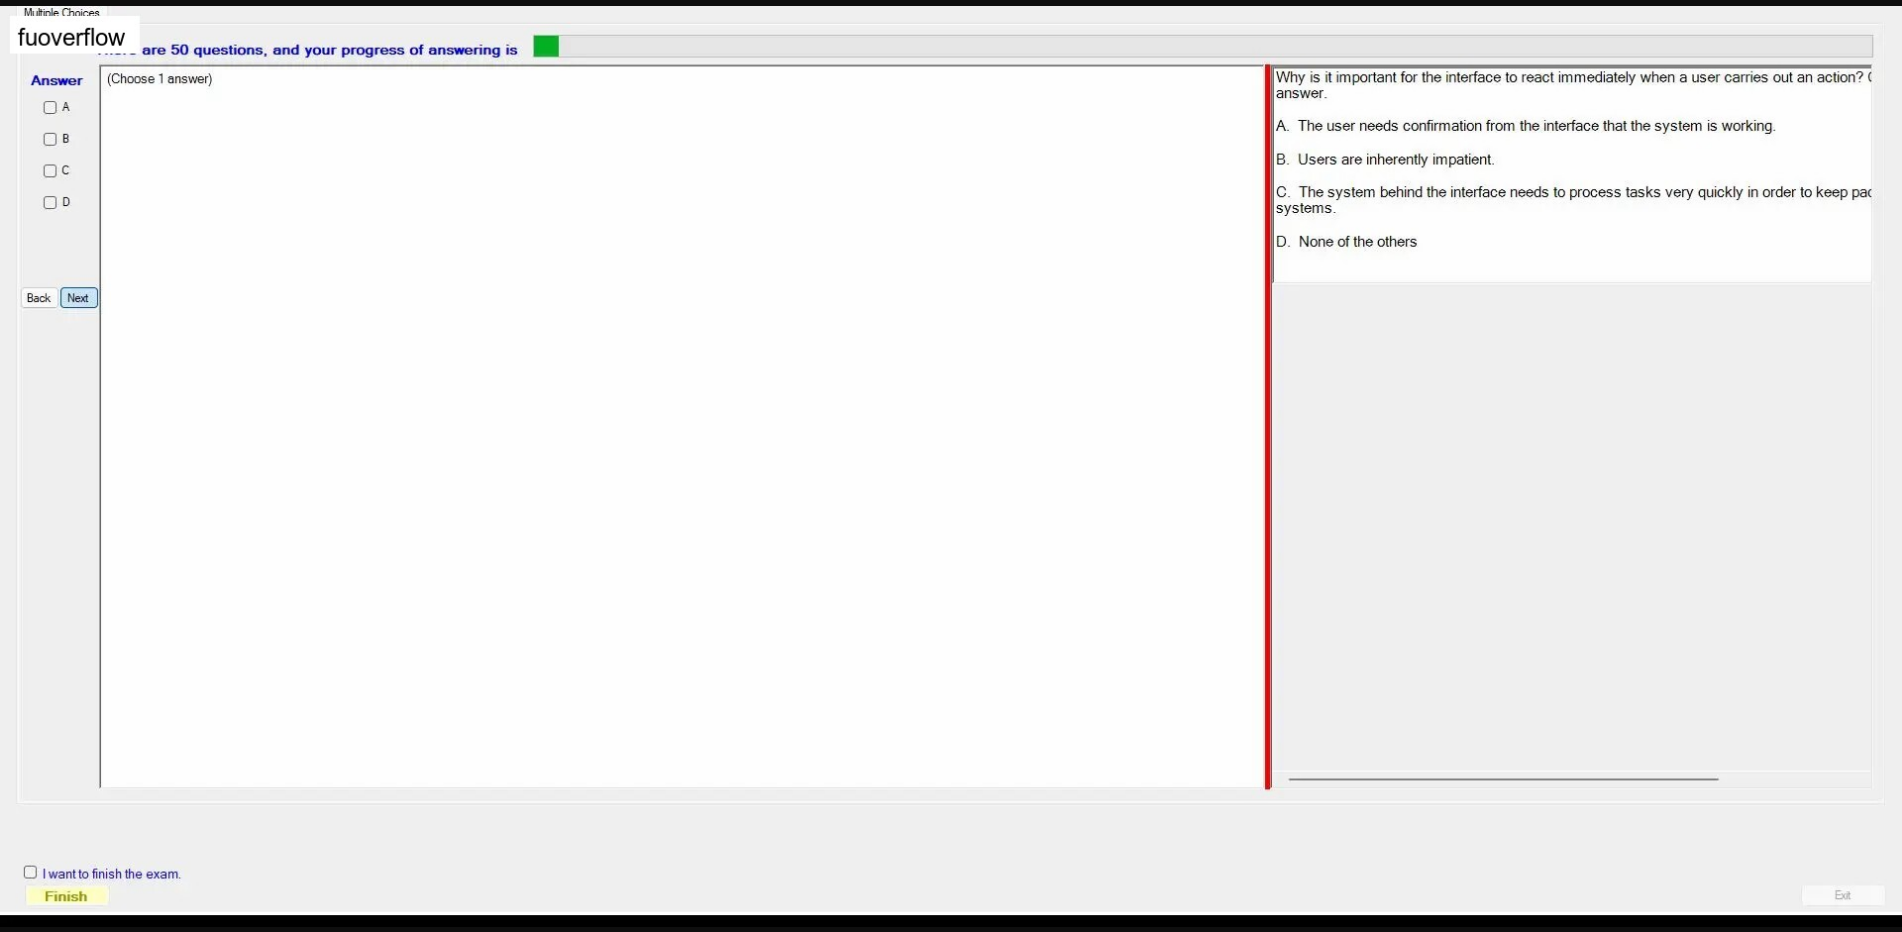 Multiple Choices
fuoverflow
are 50 questions, and your progress of answering is
Answer
(Choose 1 answer)
A
B
C
D
Back Next
Why is it important for the interface to react immediately when a user carries out an action?
answer.
A. The user needs confirmation from the interface that the system is working.
B. Users are inherently impatient.
C. The system behind the interface needs to process tasks very quickly in order to keep
systems.
D. None of the others
I want to finish the exam.
Finish
Exit